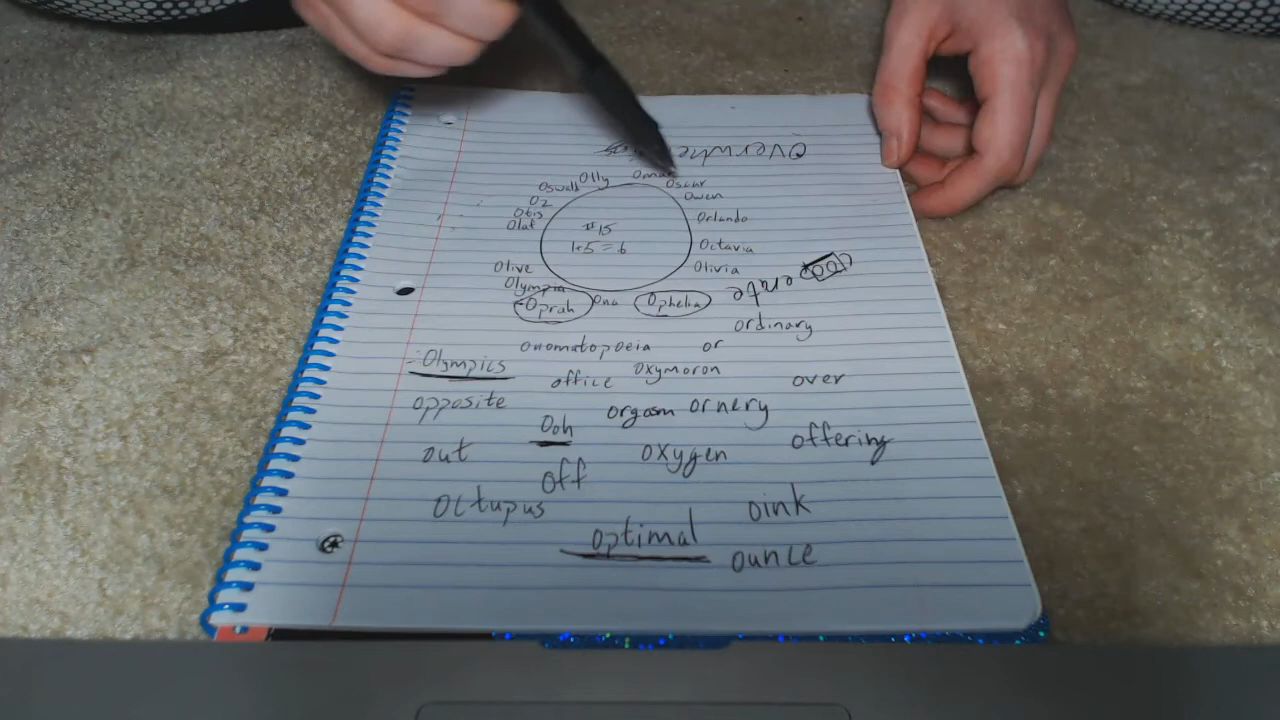 Overwhe
Olly Omar
Oswald Oscar
Oz Owen
Otis Orlando
Olaf #15
1+5=6 Octavia
Olive Olivia
Olympia
Oprah Ona Ophelia
ordinary
onomatopoeia or
Olympics office oxymoron over
opposite orgasm ornery
Ooh offering
out oxygen
off
Octupus oink
optimal
ounce